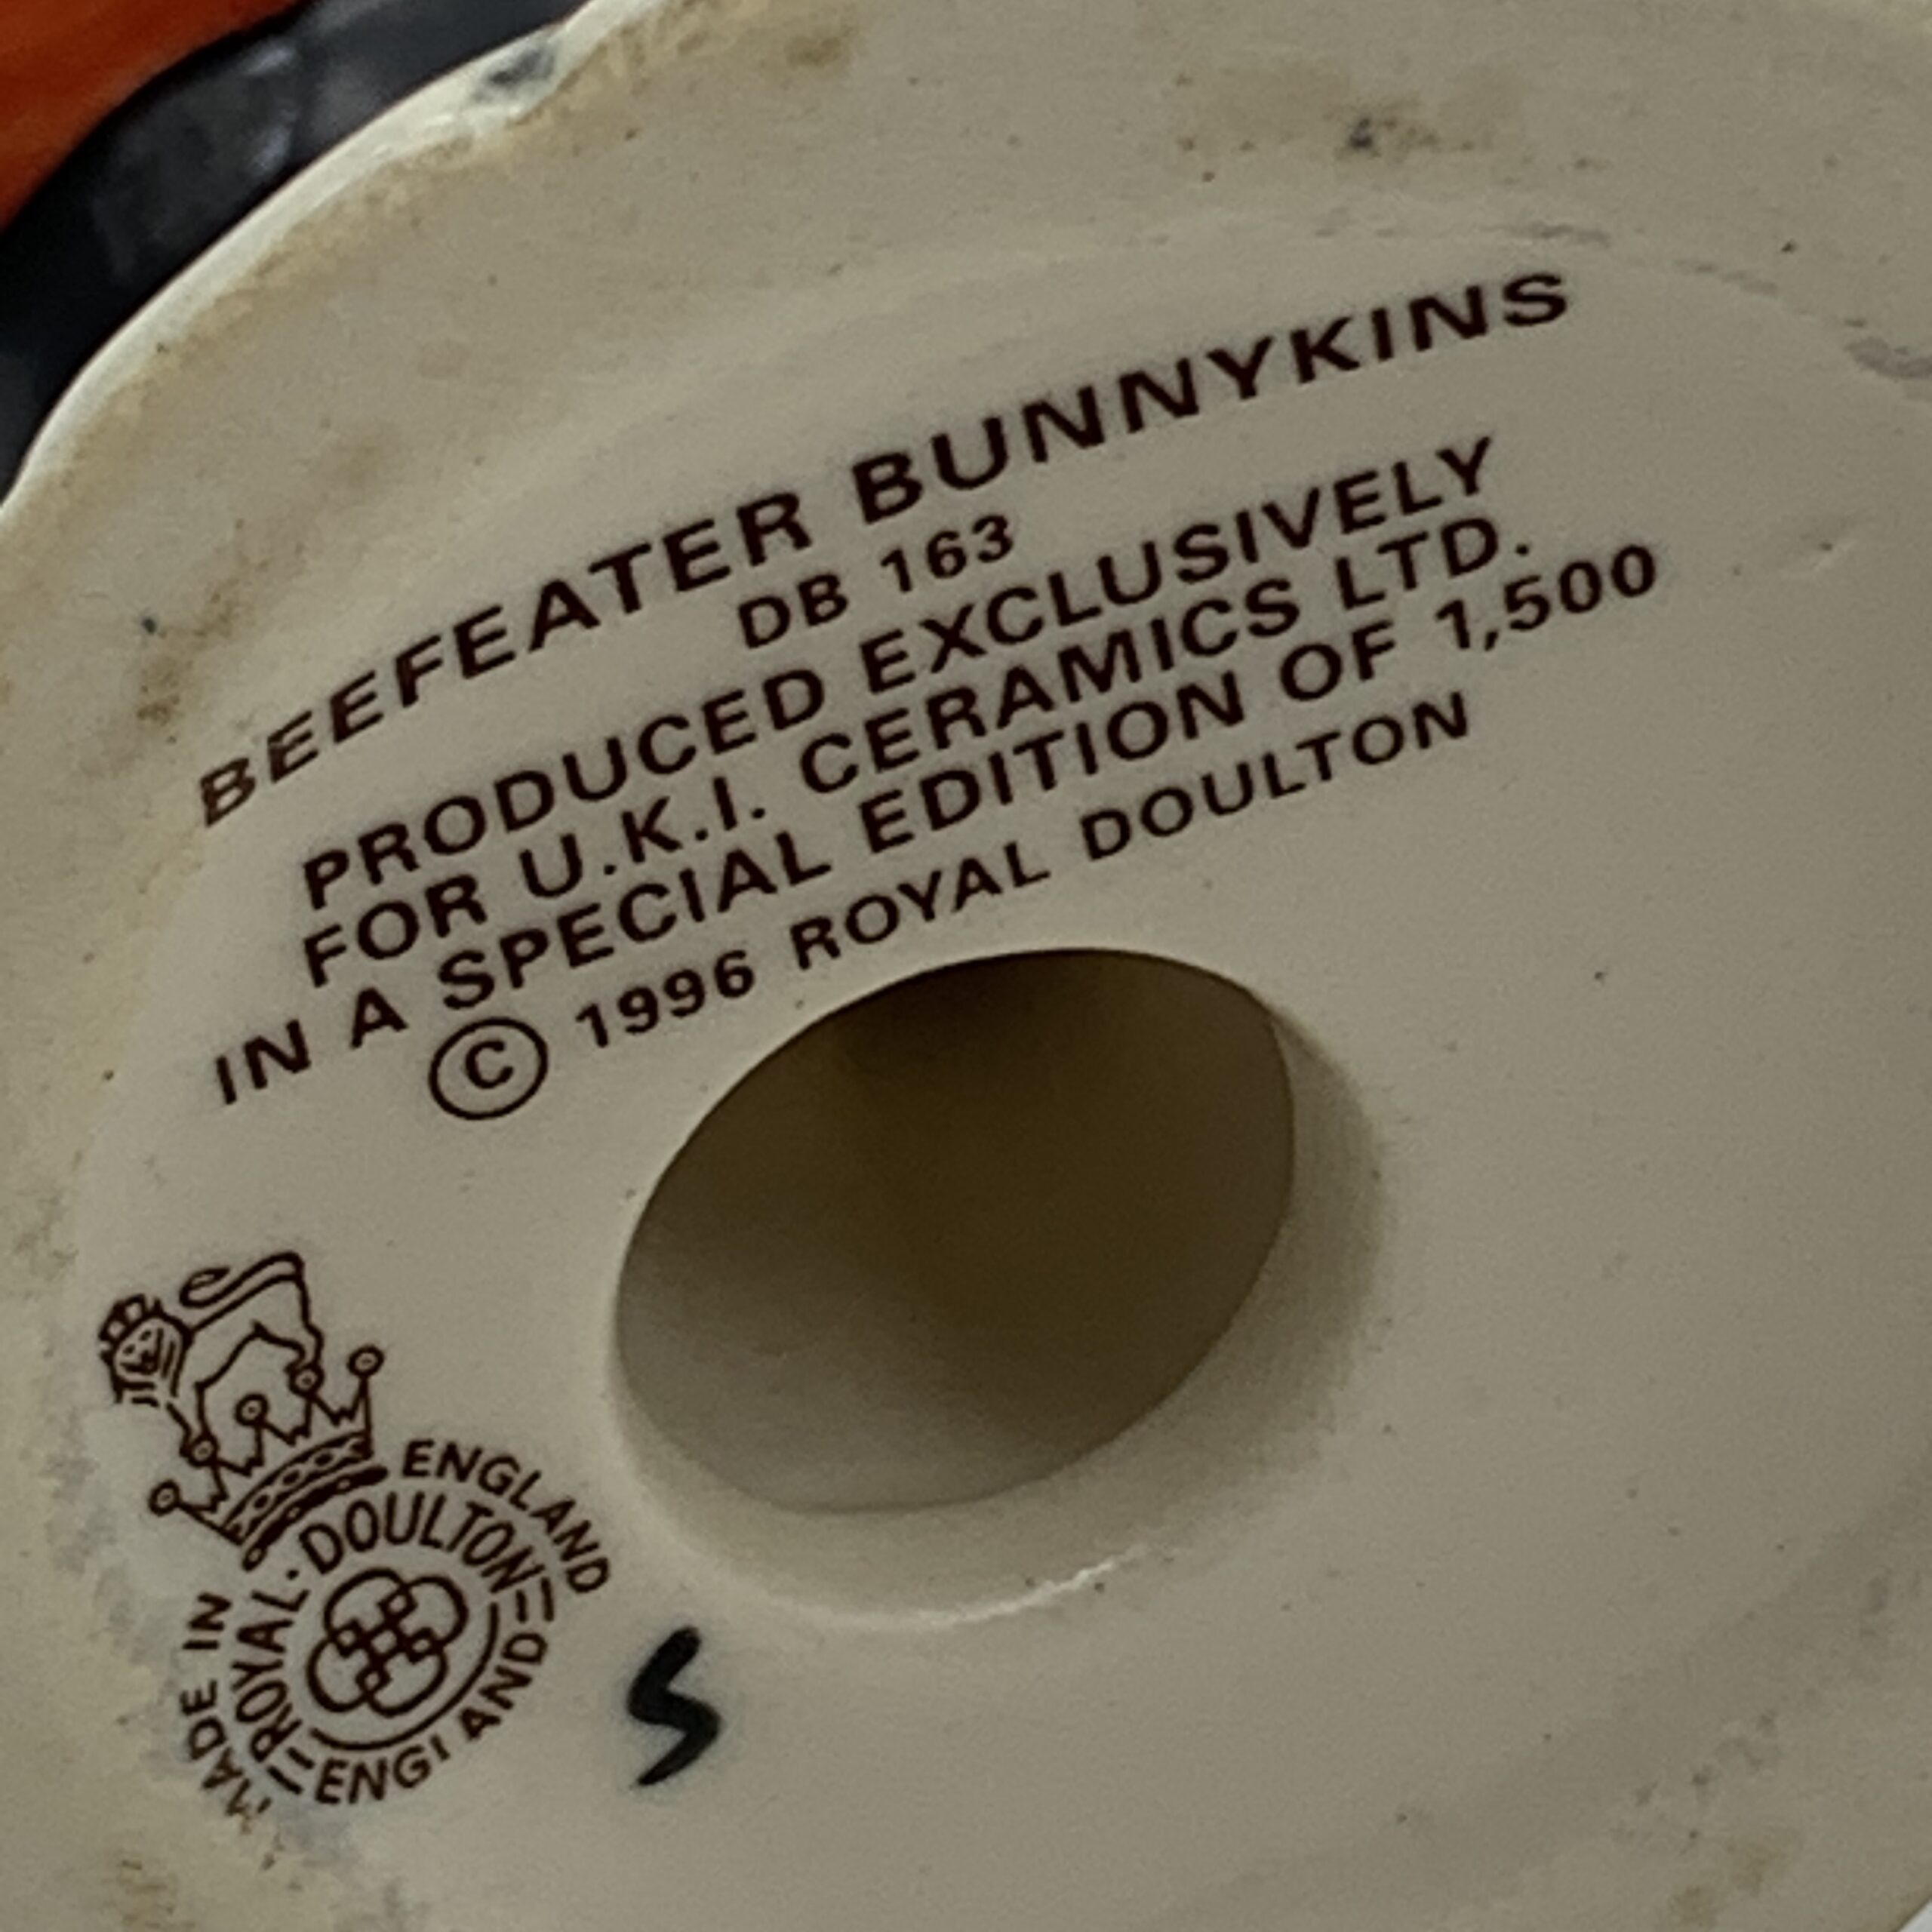 BEEFEATER BUNNYKINS
DB 163
PRODUCED EXCLUSIVELY
FOR U.K.I. CERAMICS LTD.
IN A SPECIAL EDITION OF 1,500
© 1996 ROYAL DOULTON
MADE IN ENGLAND
ROYAL·DOULTON
ENGLAND
S